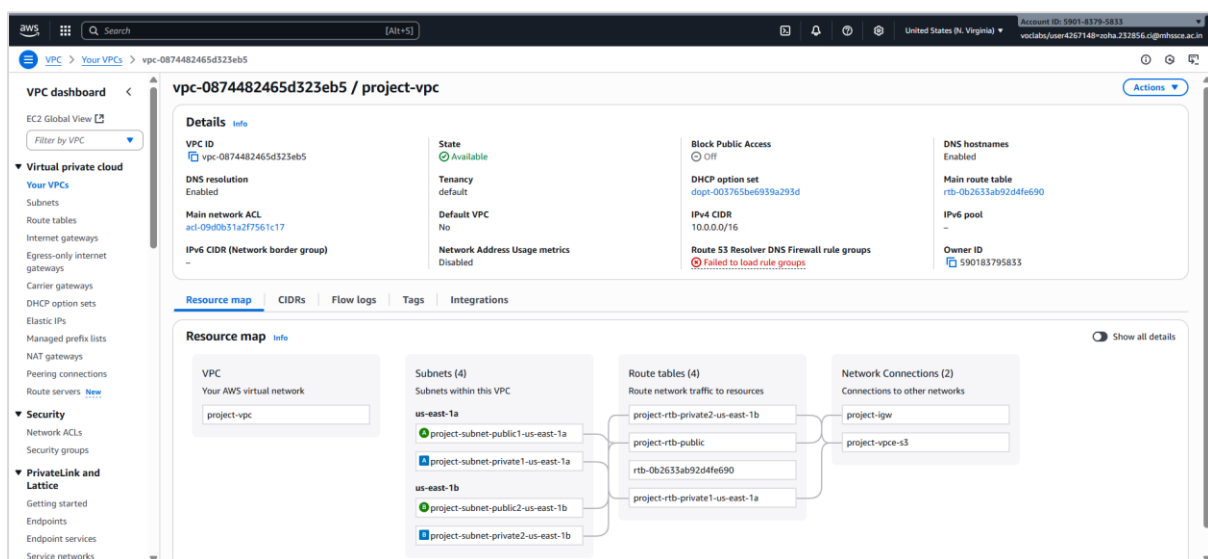 aws
Search [Alt+S]
United States (N. Virginia)
Account ID: 5901-8379-5833
voclabs/user4267148=zoha.232856.ci@mhssce.ac.in
VPC > Your VPCs > vpc-0874482465d323eb5
VPC dashboard
EC2 Global View
Filter by VPC
Virtual private cloud
Your VPCs
Subnets
Route tables
Internet gateways
Egress-only internet
gateways
Carrier gateways
DHCP option sets
Elastic IPs
Managed prefix lists
NAT gateways
Peering connections
Route servers New
Security
Network ACLs
Security groups
PrivateLink and
Lattice
Getting started
Endpoints
Endpoint services
Service networks
vpc-0874482465d323eb5 / project-vpc
Actions
Details Info
VPC ID
vpc-0874482465d323eb5
State
Available
Block Public Access
Off
DNS hostnames
Enabled
DNS resolution
Enabled
Tenancy
default
DHCP option set
dopt-003765be6939a293d
Main route table
rtb-0b2633ab92d4fe690
Main network ACL
acl-09d0b31a2f7561c17
Default VPC
No
IPv4 CIDR
10.0.0.0/16
IPv6 pool
–
IPv6 CIDR (Network border group)
–
Network Address Usage metrics
Disabled
Route 53 Resolver DNS Firewall rule groups
Failed to load rule groups
Owner ID
590183795833
Resource map CIDRs Flow logs Tags Integrations
Resource map Info
Show all details
VPC
Your AWS virtual network
project-vpc
Subnets (4)
Subnets within this VPC
us-east-1a
A project-subnet-public1-us-east-1a
A project-subnet-private1-us-east-1a
us-east-1b
B project-subnet-public2-us-east-1b
B project-subnet-private2-us-east-1b
Route tables (4)
Route network traffic to resources
project-rtb-private2-us-east-1b
project-rtb-public
rtb-0b2633ab92d4fe690
project-rtb-private1-us-east-1a
Network Connections (2)
Connections to other networks
project-igw
project-vpce-s3